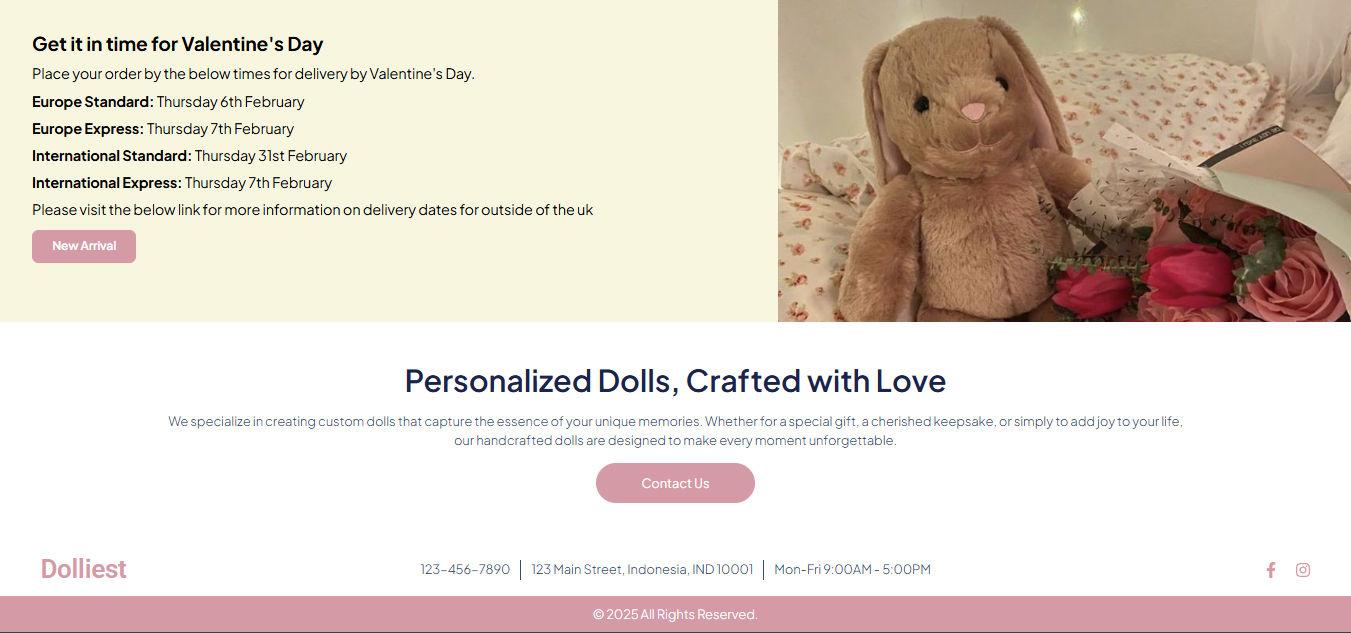 Get it in time for Valentine's Day
Place your order by the below times for delivery by Valentine's Day.
Europe Standard: Thursday 6th February
Europe Express: Thursday 7th February
International Standard: Thursday 31st February
International Express: Thursday 7th February
Please visit the below link for more information on delivery dates for outside of the uk
New Arrival
Personalized Dolls, Crafted with Love
We specialize in creating custom dolls that capture the essence of your unique memories. Whether for a special gift, a cherished keepsake, or simply to add joy to your life,
our handcrafted dolls are designed to make every moment unforgettable.
Contact Us
Dolliest
123-456-7890
123 Main Street, Indonesia, IND 10001
Mon-Fri 9:00AM - 5:00PM
© 2025 All Rights Reserved.